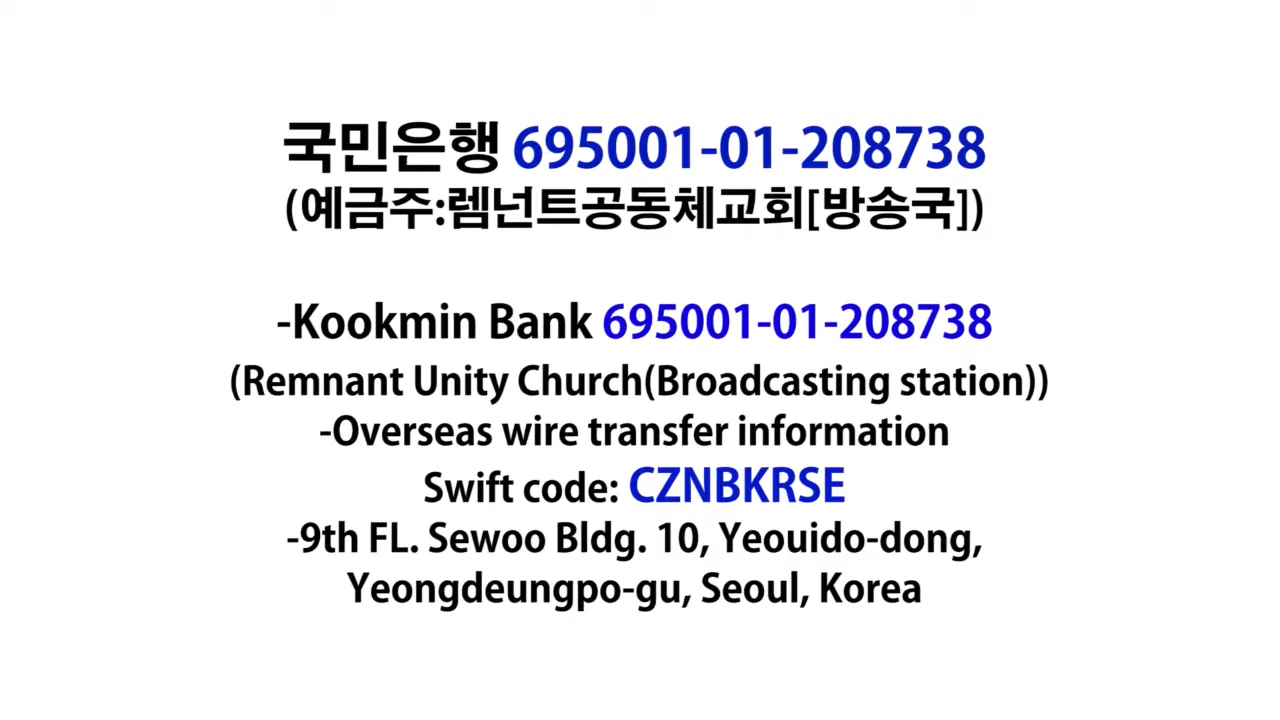 국민은행 695001-01-208738
(예금주:렘넌트공동체교회[방송국])
-Kookmin Bank 695001-01-208738
(Remnant Unity Church(Broadcasting station))
-Overseas wire transfer information
Swift code: CZNBKRSE
-9th FL. Sewoo Bldg. 10, Yeouido-dong,
Yeongdeungpo-gu, Seoul, Korea